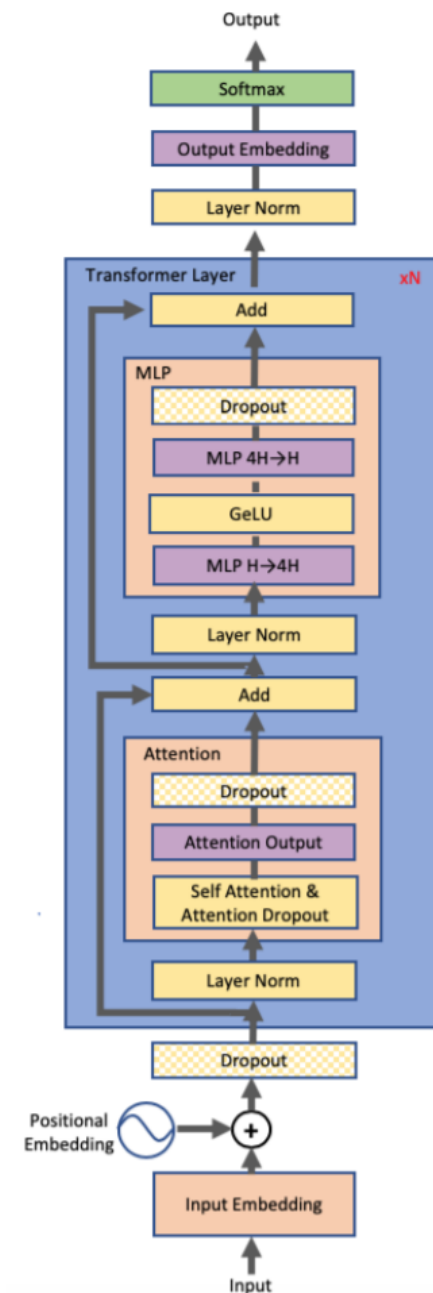 Output
Softmax
Output Embedding
Layer Norm
Transformer Layer
xN
Add
MLP
Dropout
MLP 4H→H
GeLU
MLP H→4H
Layer Norm
Add
Attention
Dropout
Attention Output
Self Attention &
Attention Dropout
Layer Norm
Dropout
Positional
Embedding
+
Input Embedding
Input